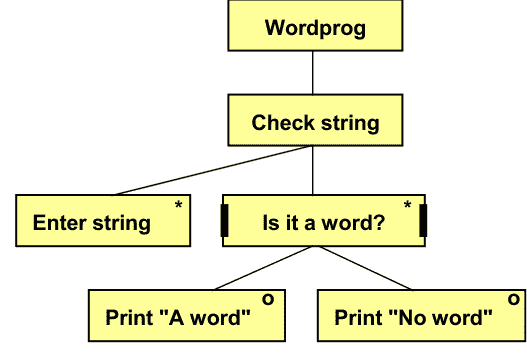 Wordprog
Check string
Enter string *
Is it a word? *
Print "A word" o
Print "No word" o